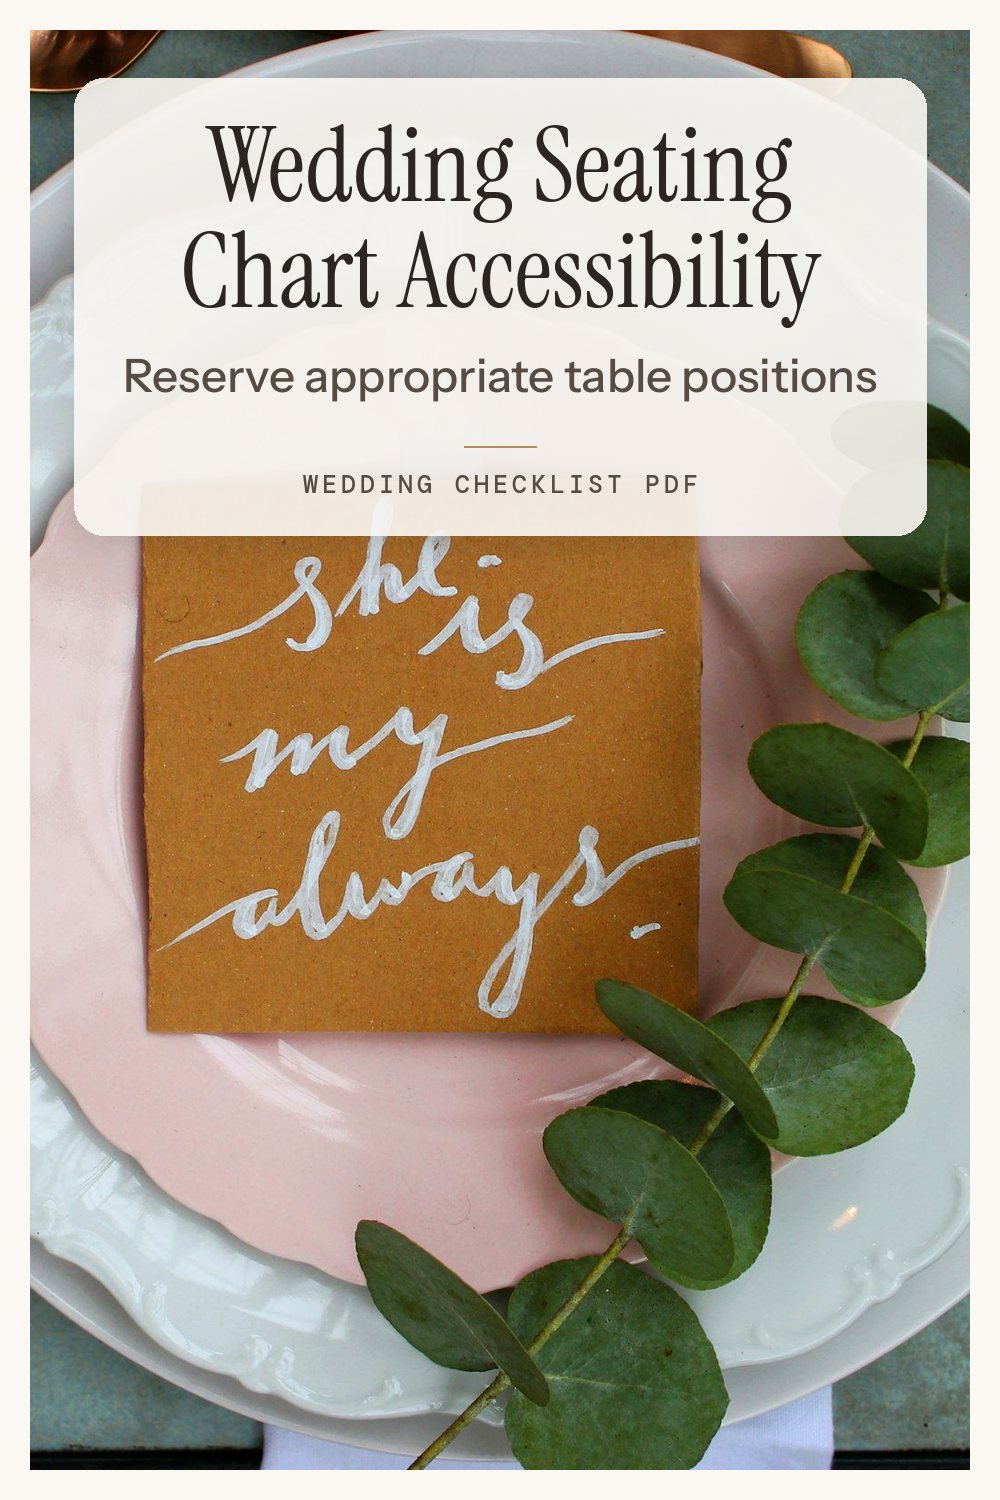 Wedding Seating
Chart Accessibility
Reserve appropriate table positions
WEDDING CHECKLIST PDF
she is
my
always.